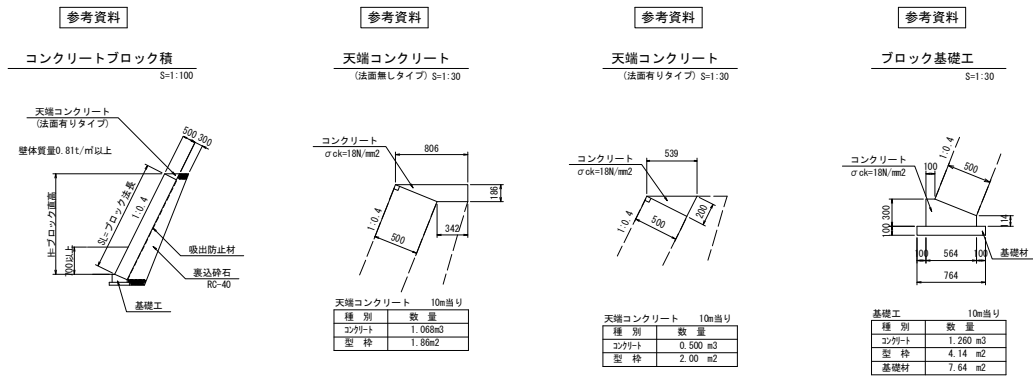 参考資料
コンクリートブロック積
S=1:100
天端コンクリート
(法面有りタイプ)
壁体質量0.81t/㎡以上
500
300
SL=ブロック法長
1:0.4
H=ブロック直高
700以上
吸出防止材
裏込砕石
RC-40
基礎工
参考資料
天端コンクリート
(法面無しタイプ) S=1:30
コンクリート
σck=18N/mm2
806
186
1:0.4
500
342
天端コンクリート 10m当り
種 別 数 量
コンクリート 1.068m3
型 枠 1.86m2
参考資料
天端コンクリート
(法面有りタイプ) S=1:30
コンクリート
σck=18N/mm2
539
1:0.4
500
200
天端コンクリート 10m当り
種 別 数 量
コンクリート 0.500 m3
型 枠 2.00 m2
参考資料
ブロック基礎工
S=1:30
コンクリート
σck=18N/mm2
1:0.4
100
500
300
100
114
基礎材
100
564
100
764
基礎工 10m当り
種 別 数 量
コンクリート 1.260 m3
型 枠 4.14 m2
基礎材 7.64 m2